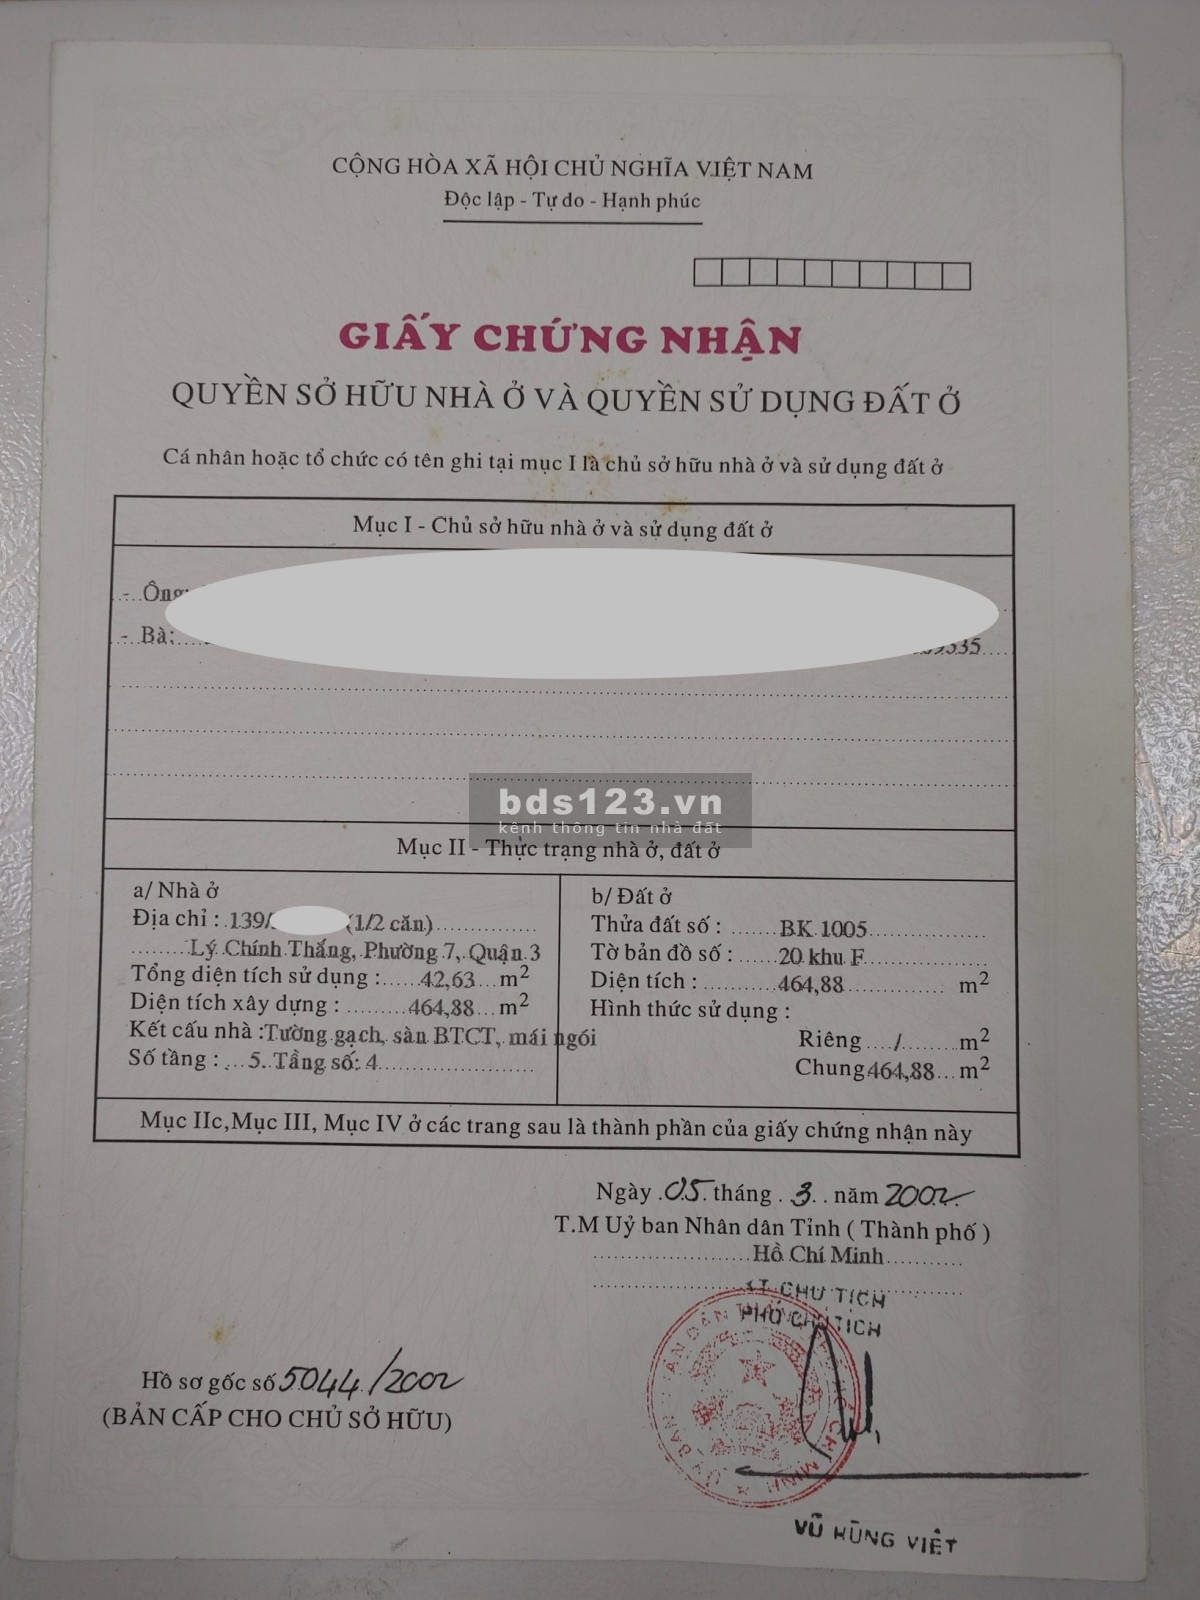 CỘNG HÒA XÃ HỘI CHỦ NGHĨA VIỆT NAM
Độc lập - Tự do - Hạnh phúc
GIẤY CHỨNG NHẬN
QUYỀN SỞ HỮU NHÀ Ở VÀ QUYỀN SỬ DỤNG ĐẤT Ở
Cá nhân hoặc tổ chức có tên ghi tại mục I là chủ sở hữu nhà ở và sử dụng đất ở
Mục I - Chủ sở hữu nhà ở và sử dụng đất ở
- Ông
- Bà:
bds123.vn
kênh thông tin nhà đất
Mục II - Thực trạng nhà ở, đất ở
a/ Nhà ở
Địa chỉ : 139/ (1/2 căn)
Lý Chính Thắng, Phường 7, Quận 3
Tổng diện tích sử dụng : 42,63 m2
Diện tích xây dựng : 464,88 m2
Kết cấu nhà : Tường gạch, sàn BTCT, mái ngói
Số tầng : 5. Tầng số: 4
b/ Đất ở
Thửa đất số : BK 1005
Tờ bản đồ số : 20 khu F
Diện tích : 464,88 m2
Hình thức sử dụng :
Riêng / m2
Chung 464,88 m2
Mục IIc, Mục III, Mục IV ở các trang sau là thành phần của giấy chứng nhận này
Ngày 05 tháng 3 năm 2002
T.M Uỷ ban Nhân dân Tỉnh ( Thành phố )
Hồ Chí Minh
KT CHỦ TỊCH
PHÓ CHỦ TỊCH
Hồ sơ gốc số 5044/2002
(BẢN CẤP CHO CHỦ SỞ HỮU)
VŨ HÙNG VIỆT